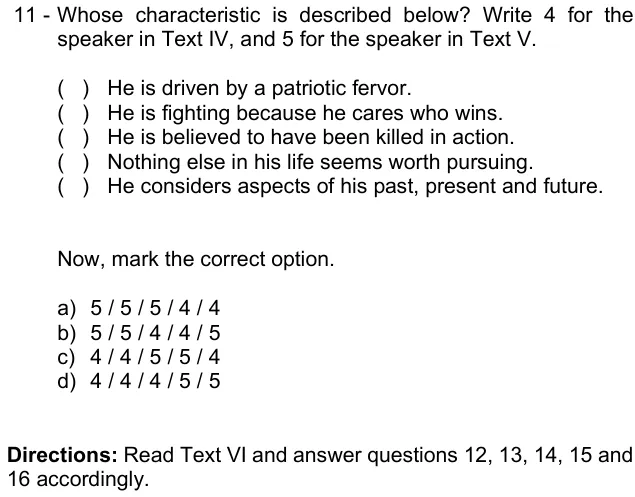 11 - Whose characteristic is described below? Write 4 for the
speaker in Text IV, and 5 for the speaker in Text V.
( ) He is driven by a patriotic fervor.
( ) He is fighting because he cares who wins.
( ) He is believed to have been killed in action.
( ) Nothing else in his life seems worth pursuing.
( ) He considers aspects of his past, present and future.
Now, mark the correct option.
a) 5 / 5 / 5 / 4 / 4
b) 5 / 5 / 4 / 4 / 5
c) 4 / 4 / 5 / 5 / 4
d) 4 / 4 / 4 / 5 / 5
Directions: Read Text VI and answer questions 12, 13, 14, 15 and
16 accordingly.